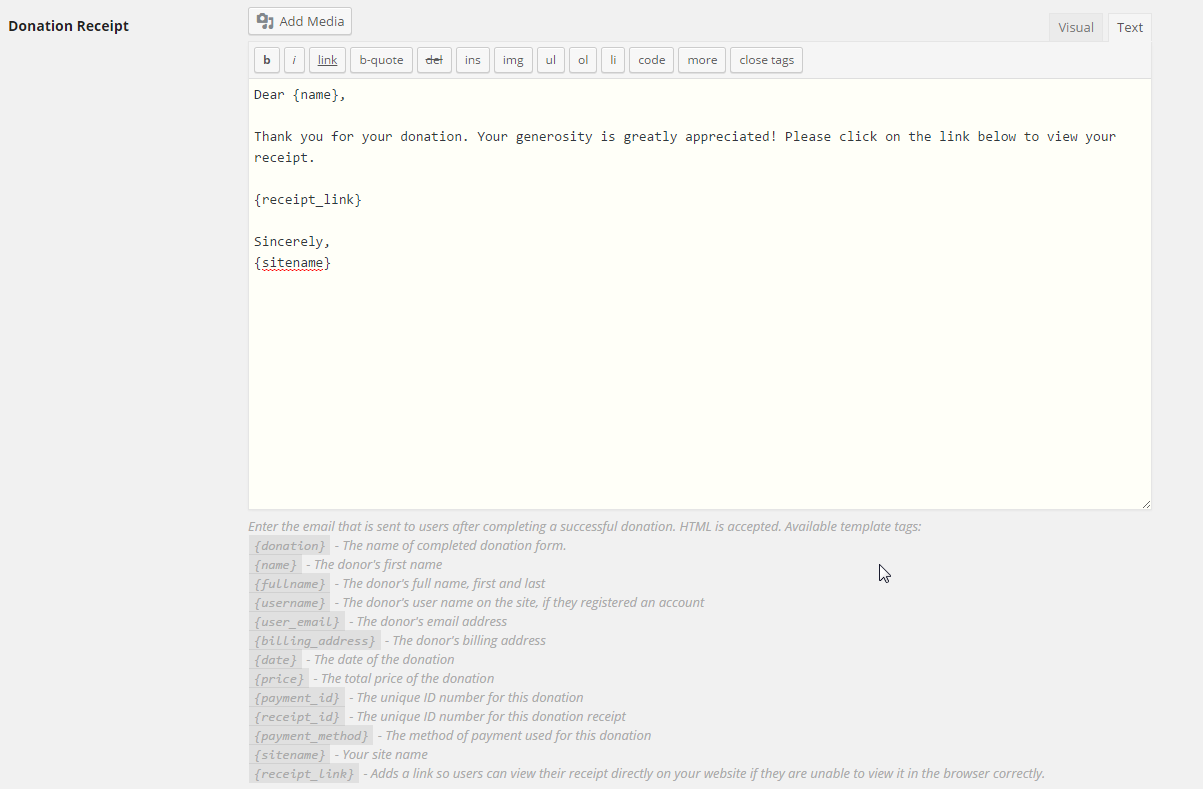 Donation Receipt
Add Media
Visual Text
b i link b-quote del ins img ul ol li code more close tags
Dear {name},
Thank you for your donation. Your generosity is greatly appreciated! Please click on the link below to view your
receipt.
{receipt_link}
Sincerely,
{sitename}
Enter the email that is sent to users after completing a successful donation. HTML is accepted. Available template tags:
{donation} - The name of completed donation form.
{name} - The donor's first name
{fullname} - The donor's full name, first and last
{username} - The donor's user name on the site, if they registered an account
{user_email} - The donor's email address
{billing_address} - The donor's billing address
{date} - The date of the donation
{price} - The total price of the donation
{payment_id} - The unique ID number for this donation
{receipt_id} - The unique ID number for this donation receipt
{payment_method} - The method of payment used for this donation
{sitename} - Your site name
{receipt_link} - Adds a link so users can view their receipt directly on your website if they are unable to view it in the browser correctly.